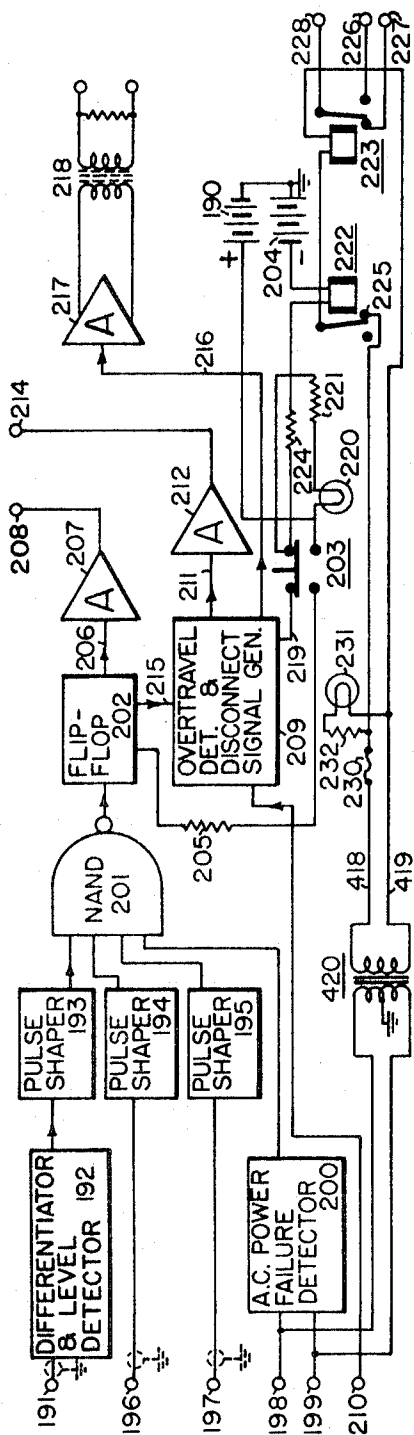 191
DIFFERENTIATOR
& LEVEL
DETECTOR
192
PULSE
SHAPER
193
196
PULSE
SHAPER
194
197
PULSE
SHAPER
195
NAND
201
FLIP-
FLOP
202
206
A
207
208
215
205
OVERTRAVEL
DET. &
DISCONNECT
SIGNAL GEN.
209
211
A
212
214
216
A
217
218
198
199
210
A.C. POWER
FAILURE
DETECTOR
200
219
203
220
221
224
+
190
204
-
222
225
223
228
226
227
420
418
419
230
232
231